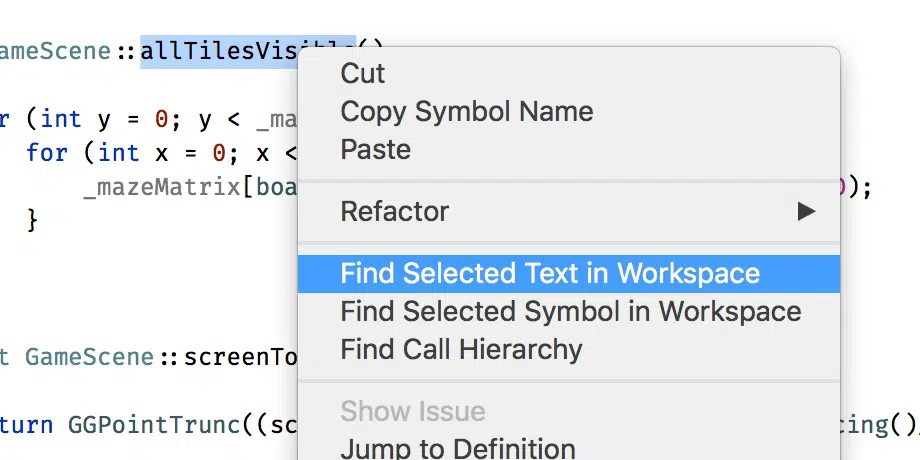 ameScene::allTilesVisible()
Cut
Copy Symbol Name
r (int y = 0; y < _ma
Paste
for (int x = 0; x <
_mazeMatrix[boa );
Refactor
}
Find Selected Text in Workspace
Find Selected Symbol in Workspace
t GameScene::screenTo
Find Call Hierarchy
Show Issue
turn GGPointTrunc((sc cing()
Jump to Definition